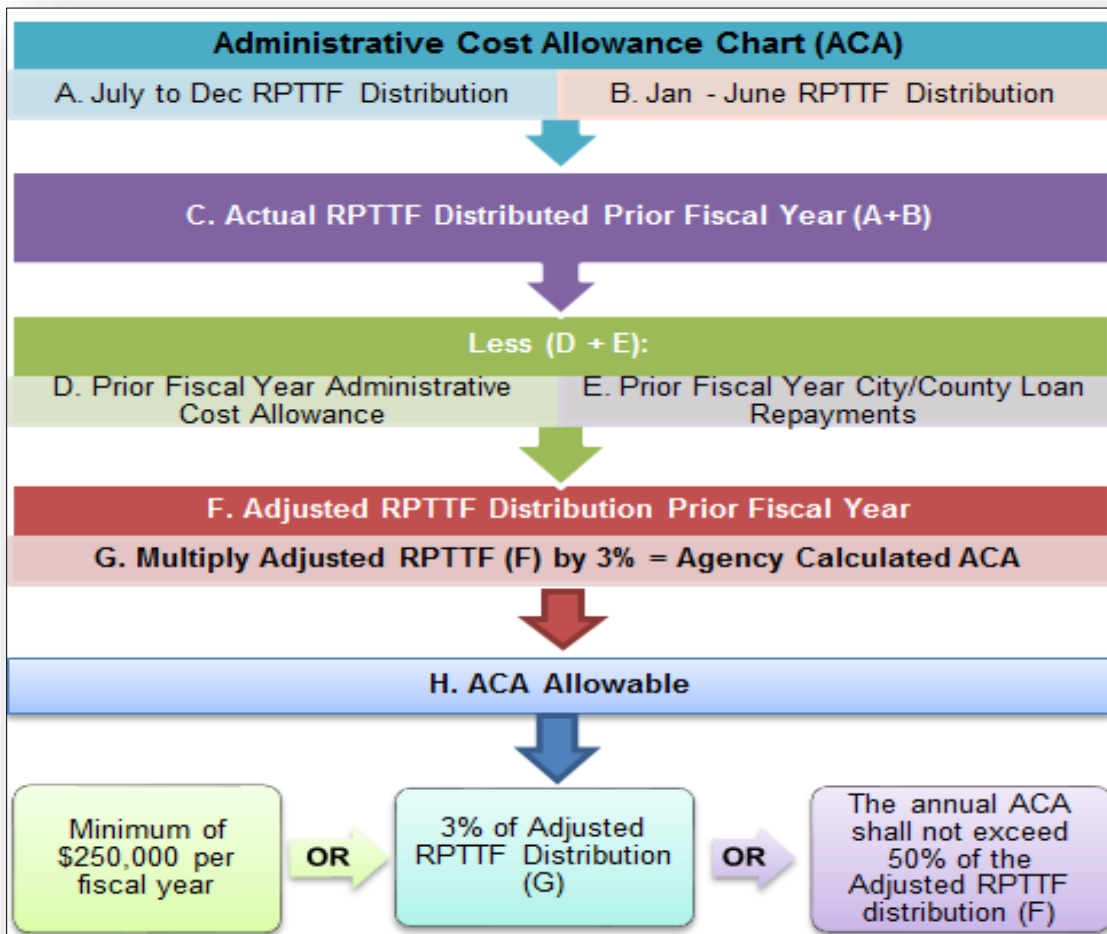 Administrative Cost Allowance Chart (ACA)
A. July to Dec RPTTF Distribution
B. Jan - June RPTTF Distribution
C. Actual RPTTF Distributed Prior Fiscal Year (A+B)
Less (D + E):
D. Prior Fiscal Year Administrative
Cost Allowance
E. Prior Fiscal Year City/County Loan
Repayments
F. Adjusted RPTTF Distribution Prior Fiscal Year
G. Multiply Adjusted RPTTF (F) by 3% = Agency Calculated ACA
H. ACA Allowable
Minimum of
$250,000 per
fiscal year
OR
3% of Adjusted
RPTTF Distribution
(G)
OR
The annual ACA
shall not exceed
50% of the
Adjusted RPTTF
distribution (F)